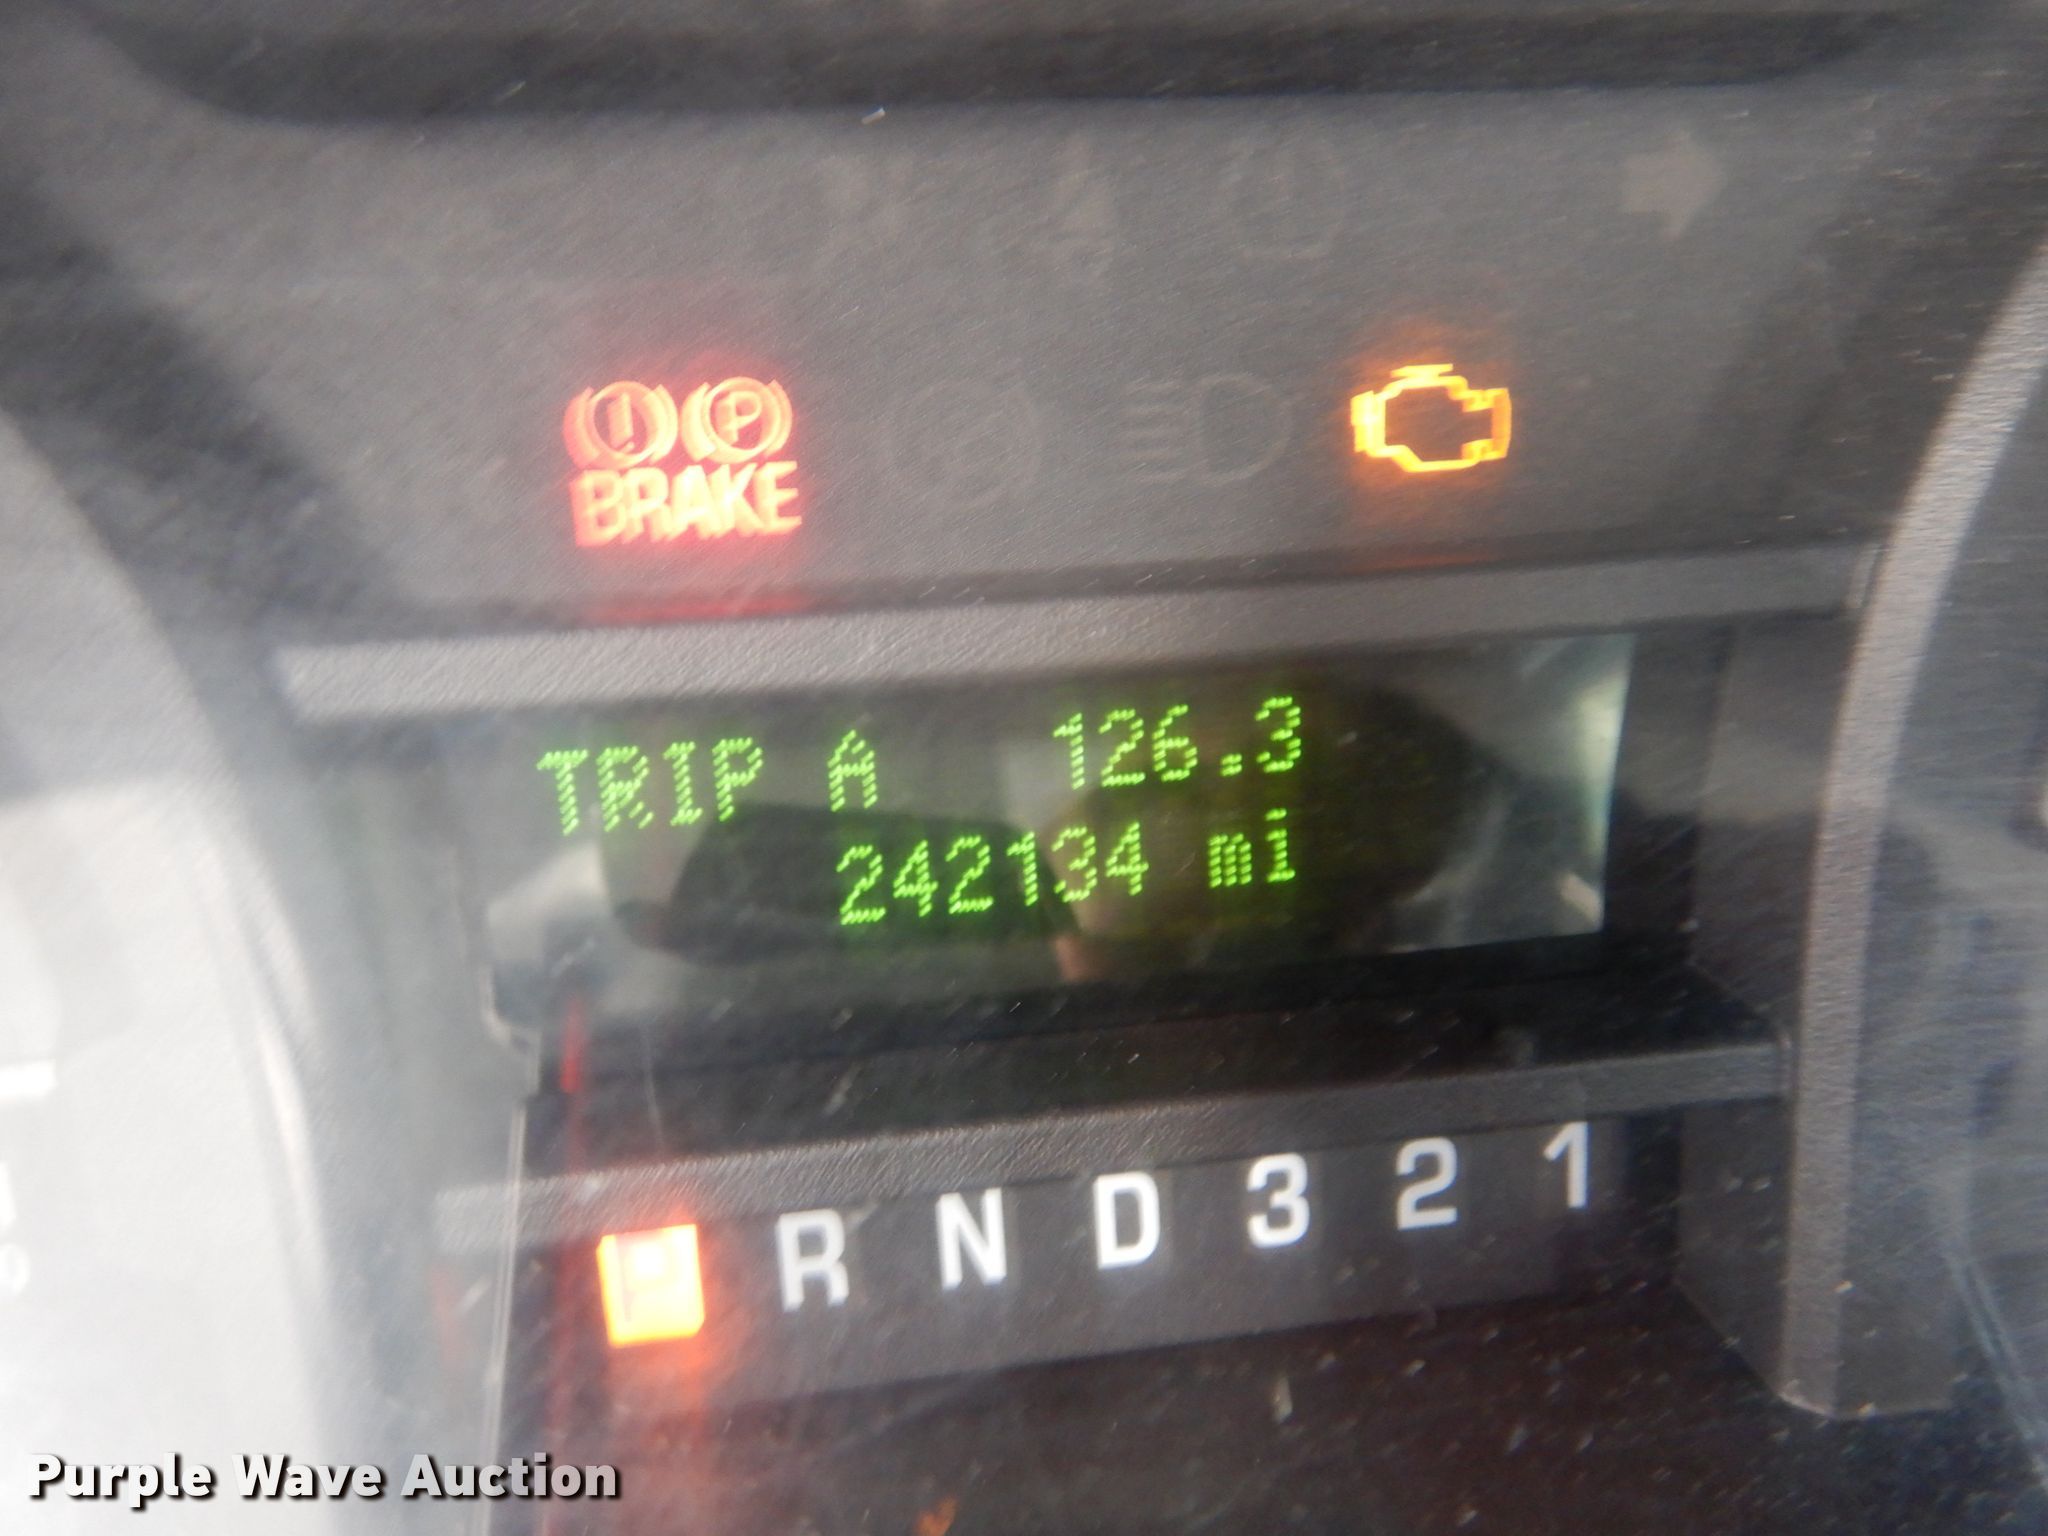 ! P
BRAKE
TRIP A 126.3
242134 mi
P R N D 3 2 1
Purple Wave Auction